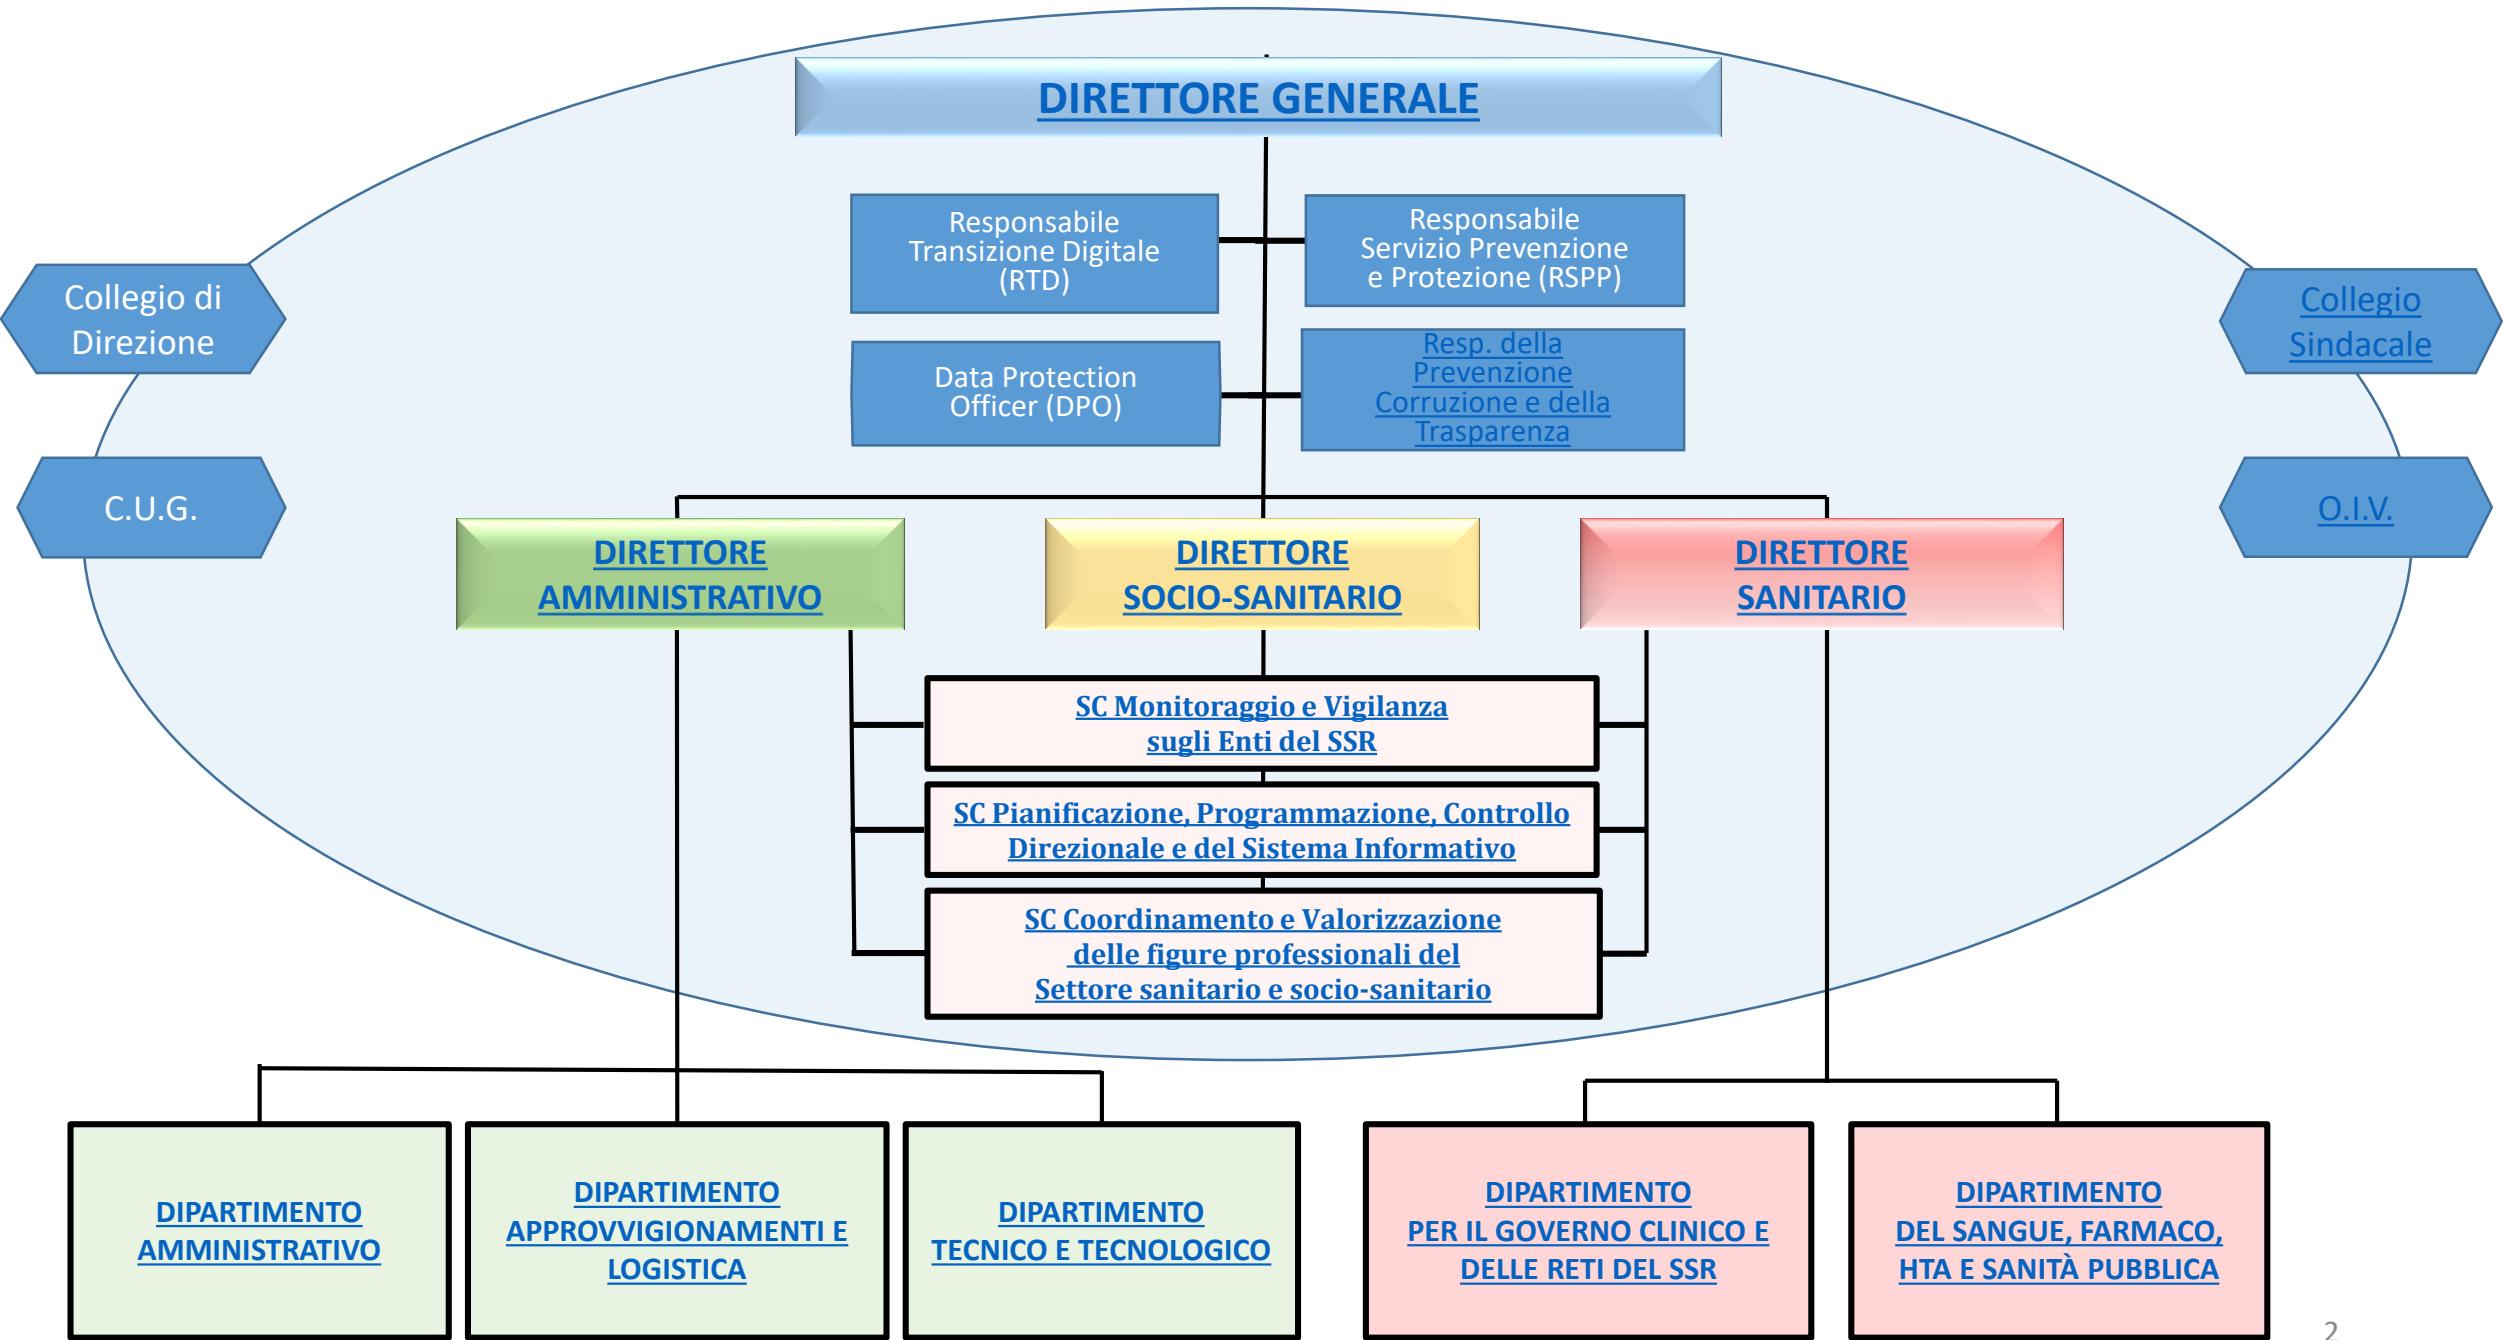 DIRETTORE GENERALE
Responsabile
Transizione Digitale
(RTD)
Responsabile
Servizio Prevenzione
e Protezione (RSPP)
Collegio di
Direzione
Collegio
Sindacale
Data Protection
Officer (DPO)
Resp. della
Prevenzione
Corruzione e della
Trasparenza
C.U.G.
O.I.V.
DIRETTORE
AMMINISTRATIVO
DIRETTORE
SOCIO-SANITARIO
DIRETTORE
SANITARIO
SC Monitoraggio e Vigilanza
sugli Enti del SSR
SC Pianificazione, Programmazione, Controllo
Direzionale e del Sistema Informativo
SC Coordinamento e Valorizzazione
delle figure professionali del
Settore sanitario e socio-sanitario
DIPARTIMENTO
AMMINISTRATIVO
DIPARTIMENTO
APPROVVIGIONAMENTI E
LOGISTICA
DIPARTIMENTO
TECNICO E TECNOLOGICO
DIPARTIMENTO
PER IL GOVERNO CLINICO E
DELLE RETI DEL SSR
DIPARTIMENTO
DEL SANGUE, FARMACO,
HTA E SANITÀ PUBBLICA
2